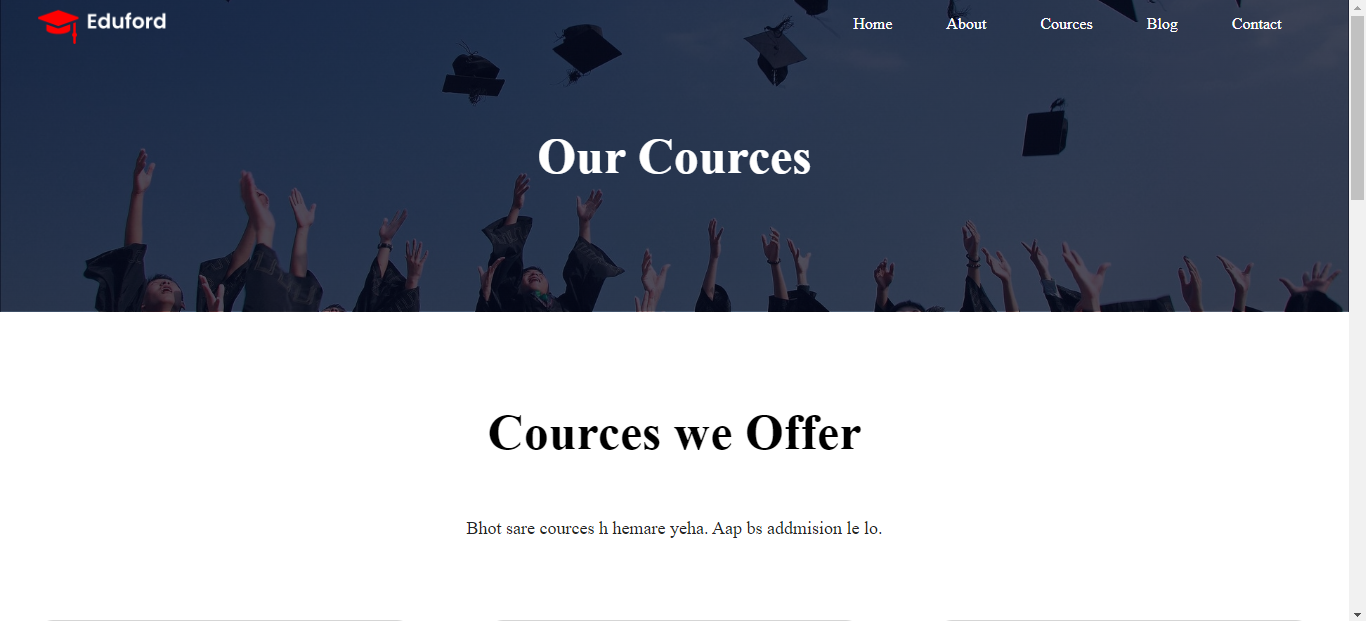 Eduford
Home About Cources Blog Contact
Our Cources
Cources we Offer
Bhot sare cources h hemare yeha. Aap bs addmision le lo.